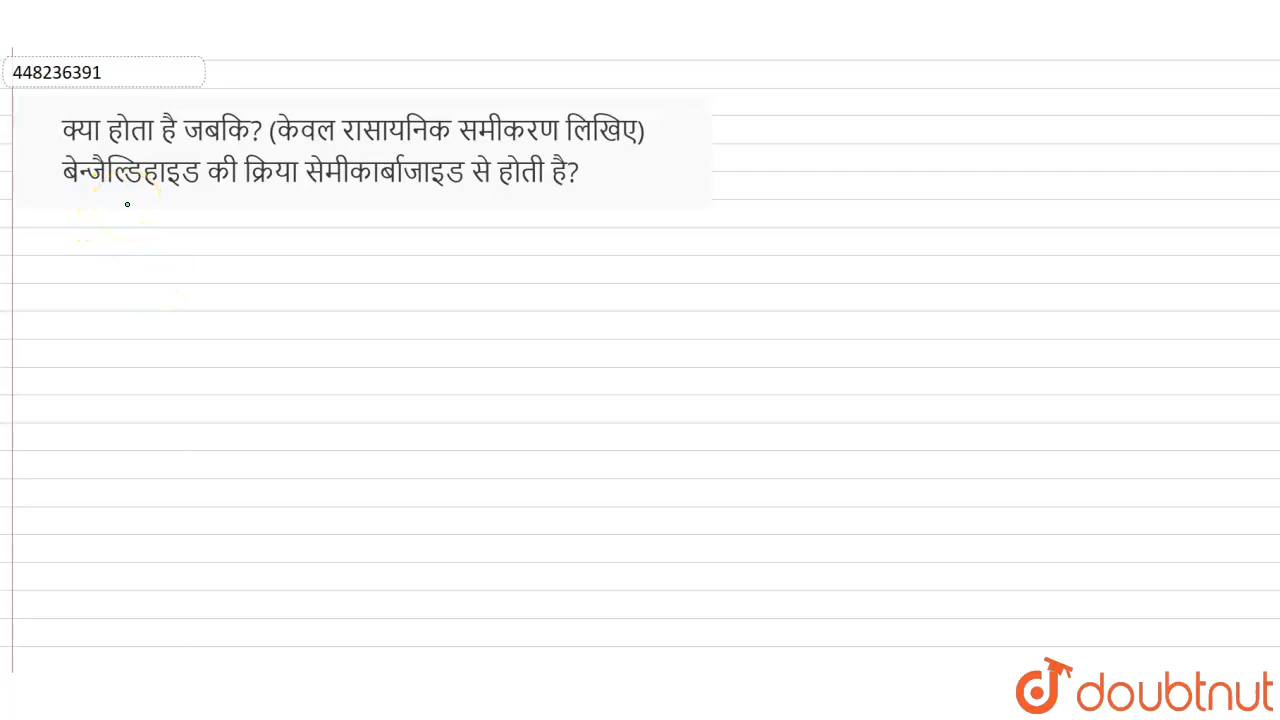 448236391
क्या होता है जबकि? (केवल रासायनिक समीकरण लिखिए)
बेन्जैल्डिहाइड की क्रिया सेमीकार्बाजाइड से होती है?
doubtnut